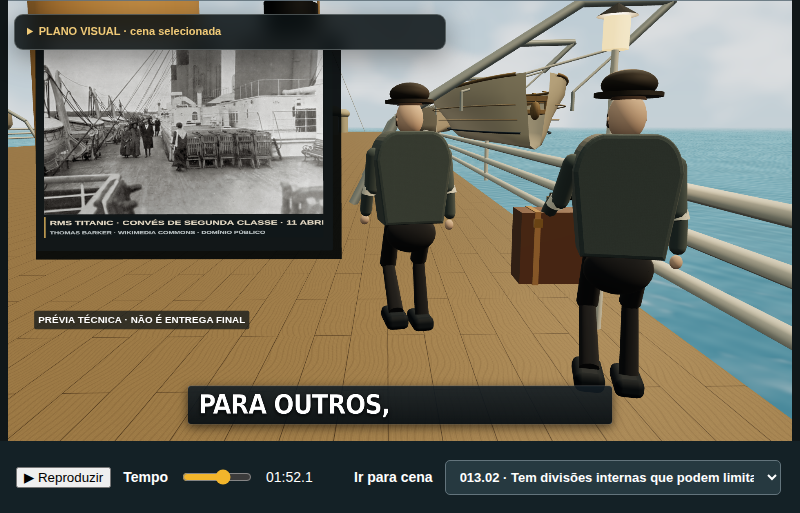 ▶ PLANO VISUAL · cena selecionada
RMS TITANIC · CONVÉS DE SEGUNDA CLASSE · 11 ABRI
THOMAS BARKER · WIKIMEDIA COMMONS · DOMÍNIO PÚBLICO
PRÉVIA TÉCNICA · NÃO É ENTREGA FINAL
PARA OUTROS,
▶ Reproduzir Tempo 01:52.1 Ir para cena 013.02 · Tem divisões internas que podem limita